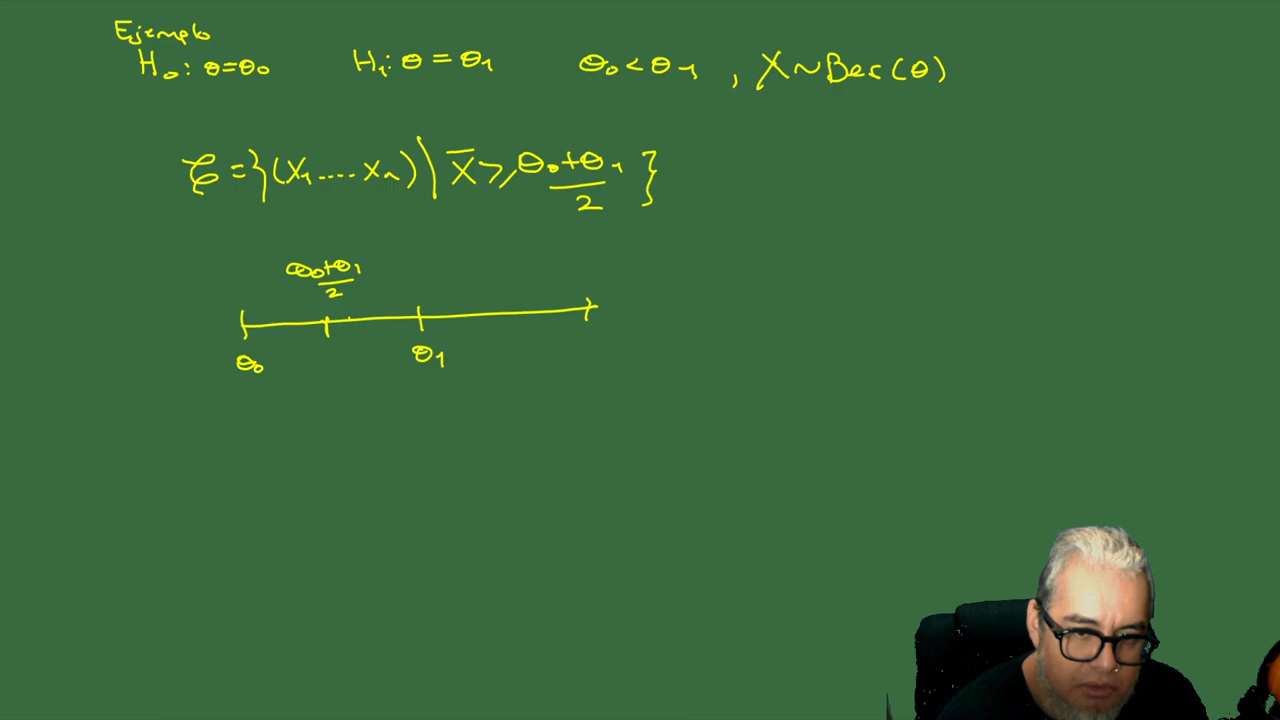 Ejemplo
H₀: θ=θ₀ H₁: θ = θ₁ θ₀ < θ₁ , X~Ber(θ)
𝒞 = {(X₁....Xₙ) | X̄ ⩾ (θ₀+θ₁)/2 }
(θ₀+θ₁)/2
θ₀ θ₁